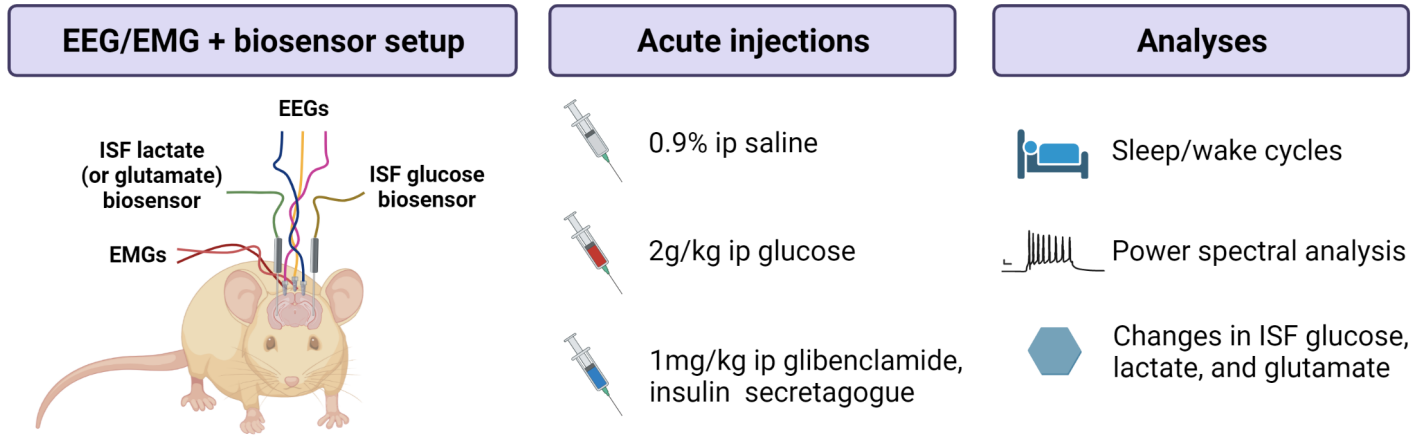 EEG/EMG + biosensor setup
EEGs
ISF lactate
(or glutamate)
biosensor
ISF glucose
biosensor
EMGs
Acute injections
0.9% ip saline
2g/kg ip glucose
1mg/kg ip glibenclamide,
insulin secretagogue
Analyses
Sleep/wake cycles
Power spectral analysis
Changes in ISF glucose,
lactate, and glutamate